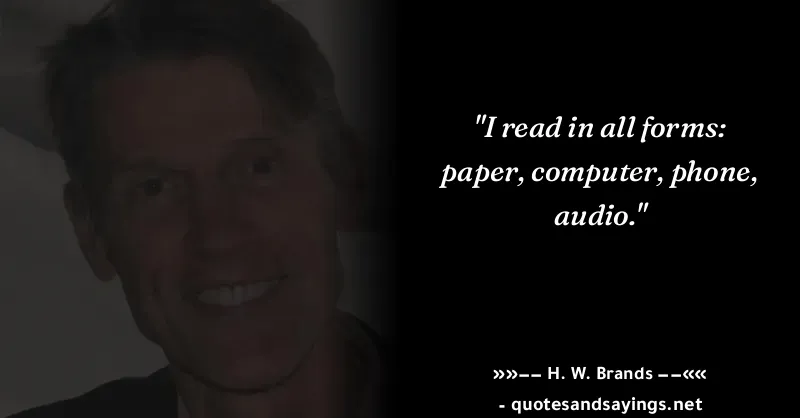 "I read in all forms:
paper, computer, phone,
audio."
»»−− H. W. Brands −−««
- quotesandsayings.net